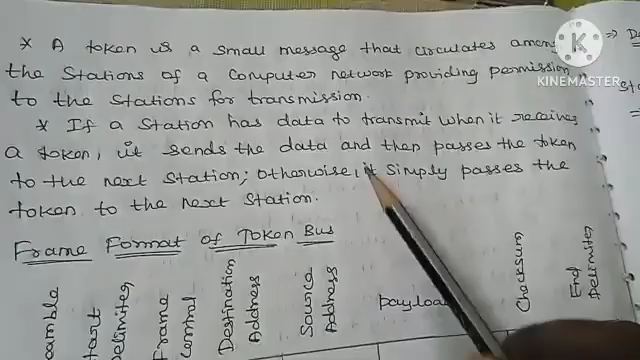 * A token is a small message that circulates among
the Stations of a Computer network providing permission
to the Stations for transmission.
* If a Station has data to transmit when it receives
a token, it sends the data and then passes the token
to the next Station; Otherwise, it simply passes the
token to the next Station.
Frame Format of Token Bus
Start Delimiter
Frame Control
Destination Address
Source Address
Checksum
End Delimiter
K
KINEMASTER